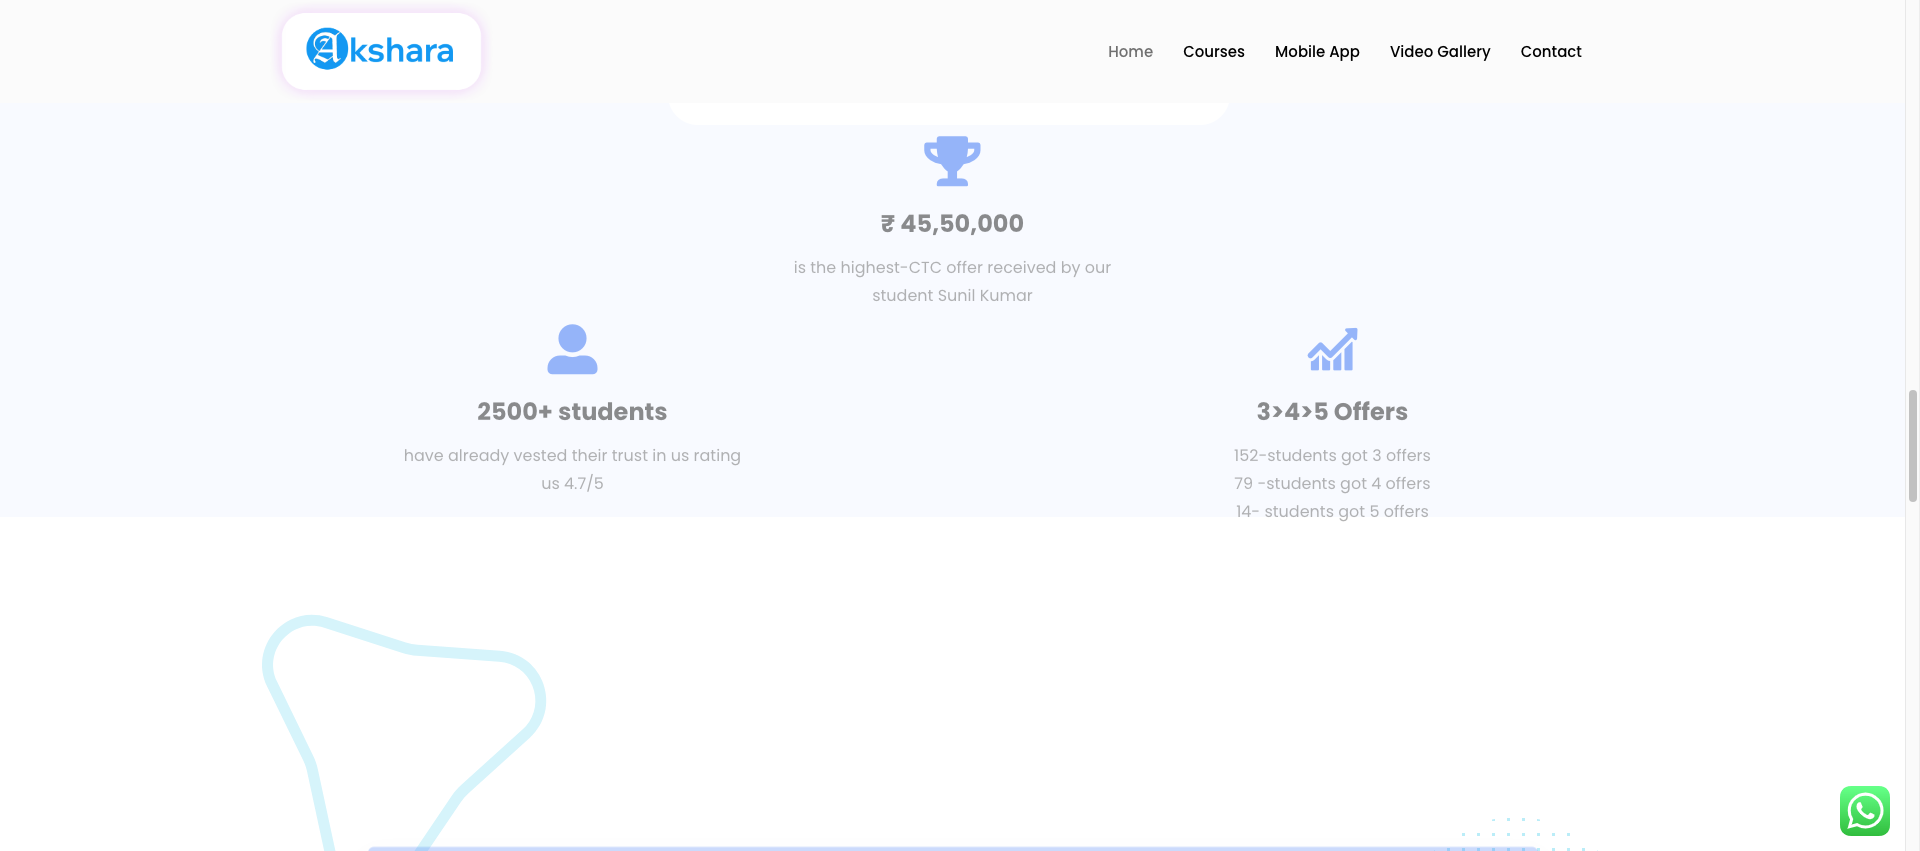 Akshara
Home Courses Mobile App Video Gallery Contact
₹ 45,50,000
is the highest-CTC offer received by our
student Sunil Kumar
2500+ students
have already vested their trust in us rating
us 4.7/5
3>4>5 Offers
152-students got 3 offers
79 -students got 4 offers
14- students got 5 offers